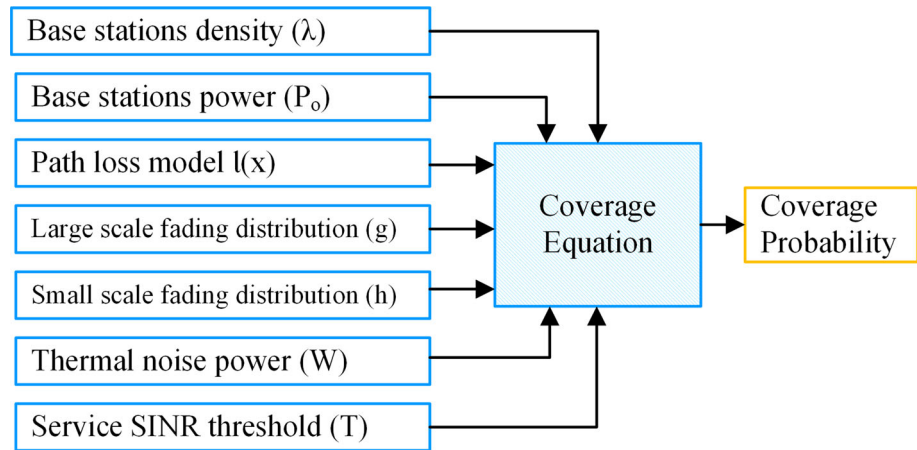 Base stations density (λ)
Base stations power (Pₒ)
Path loss model l(x)
Large scale fading distribution (g)
Small scale fading distribution (h)
Thermal noise power (W)
Service SINR threshold (T)
Coverage
Equation
Coverage
Probability